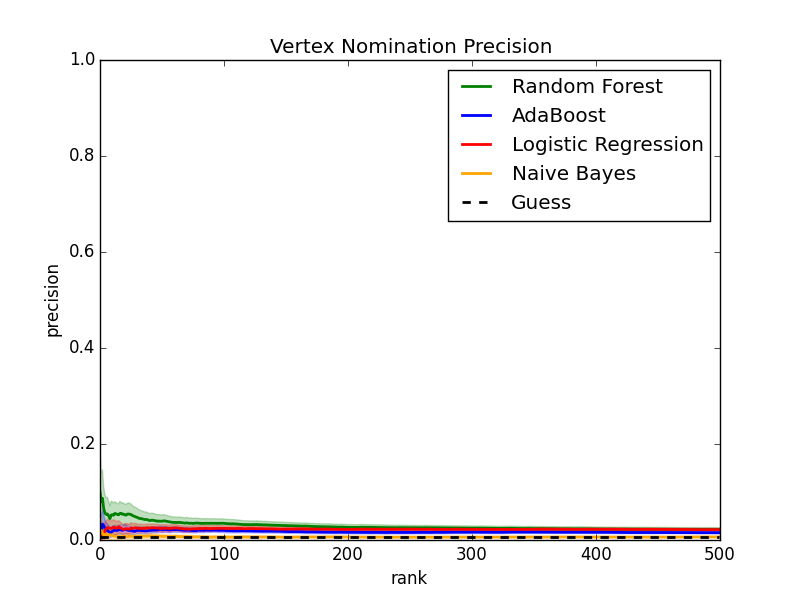 Vertex Nomination Precision
1.0
0.8
0.6
0.4
0.2
0.0
precision
Random Forest
AdaBoost
Logistic Regression
Naive Bayes
Guess
0 100 200 300 400 500
rank